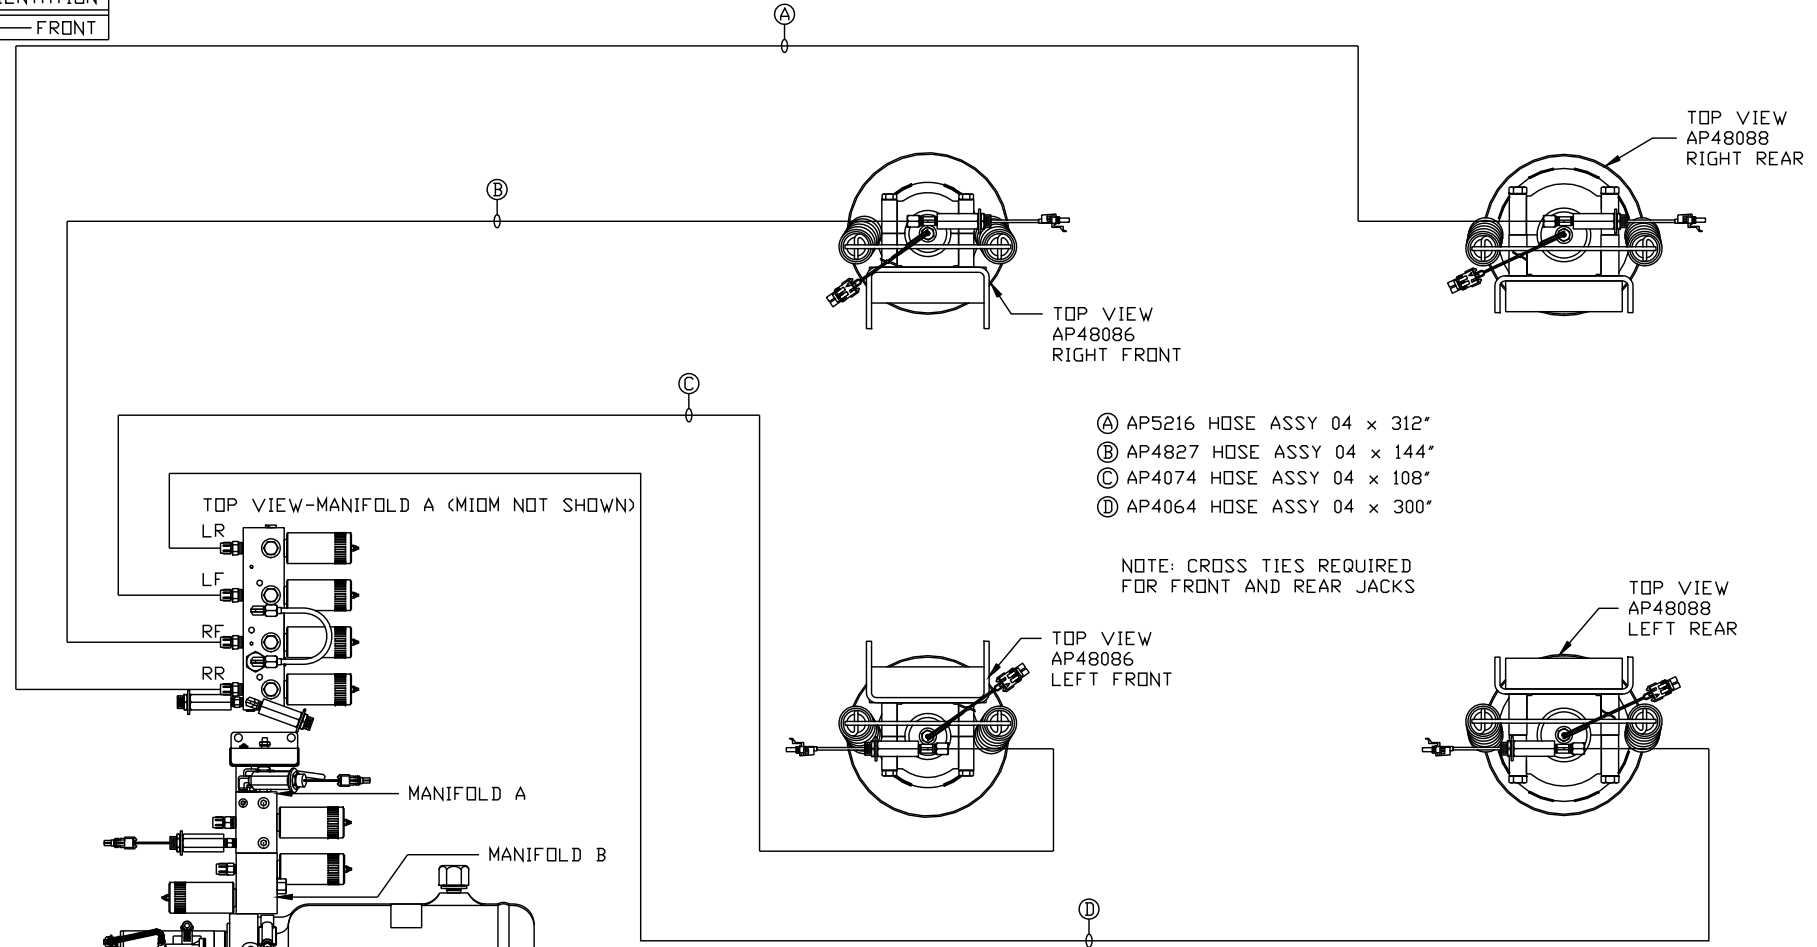 FRONT
A
TOP VIEW
AP48088
RIGHT REAR
B
TOP VIEW
AP48086
RIGHT FRONT
C
A AP5216 HOSE ASSY 04 x 312"
B AP4827 HOSE ASSY 04 x 144"
C AP4074 HOSE ASSY 04 x 108"
D AP4064 HOSE ASSY 04 x 300"
NOTE: CROSS TIES REQUIRED
FOR FRONT AND REAR JACKS
TOP VIEW-MANIFOLD A (MIOM NOT SHOWN)
LR
LF
RF
RR
TOP VIEW
AP48086
LEFT FRONT
TOP VIEW
AP48088
LEFT REAR
MANIFOLD A
MANIFOLD B
D